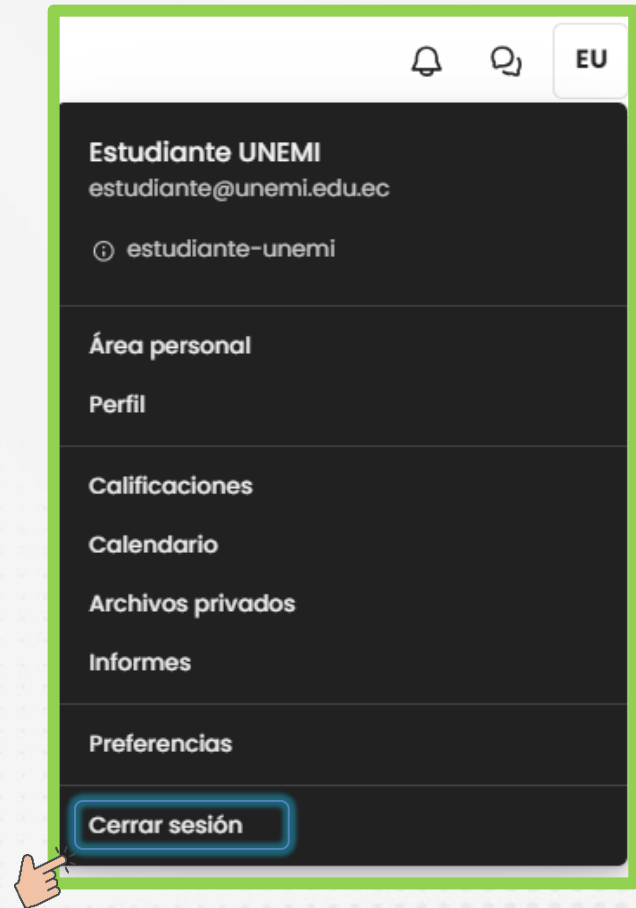 EU
Estudiante UNEMI
estudiante@unemi.edu.ec
estudiante-unemi
Área personal
Perfil
Calificaciones
Calendario
Archivos privados
Informes
Preferencias
Cerrar sesión